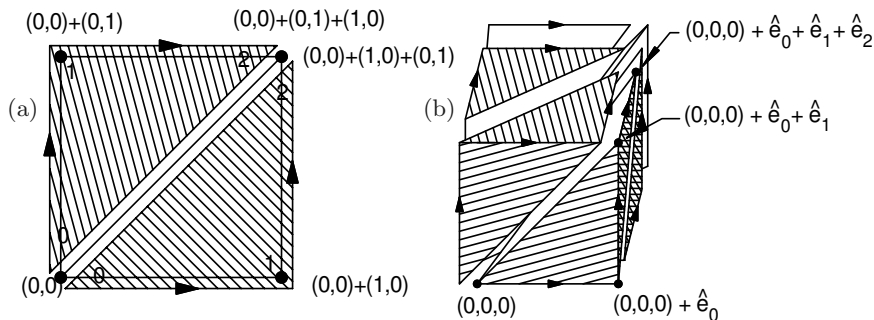 (0,0)+(0,1)
(0,0)+(0,1)+(1,0)
(0,0)+(1,0)+(0,1)
1
2
2
(a)
0
0
1
(0,0)
(0,0)+(1,0)
(b)
(0,0,0) + ê₀ + ê₁ + ê₂
(0,0,0) + ê₀ + ê₁
(0,0,0)
(0,0,0) + ê₀